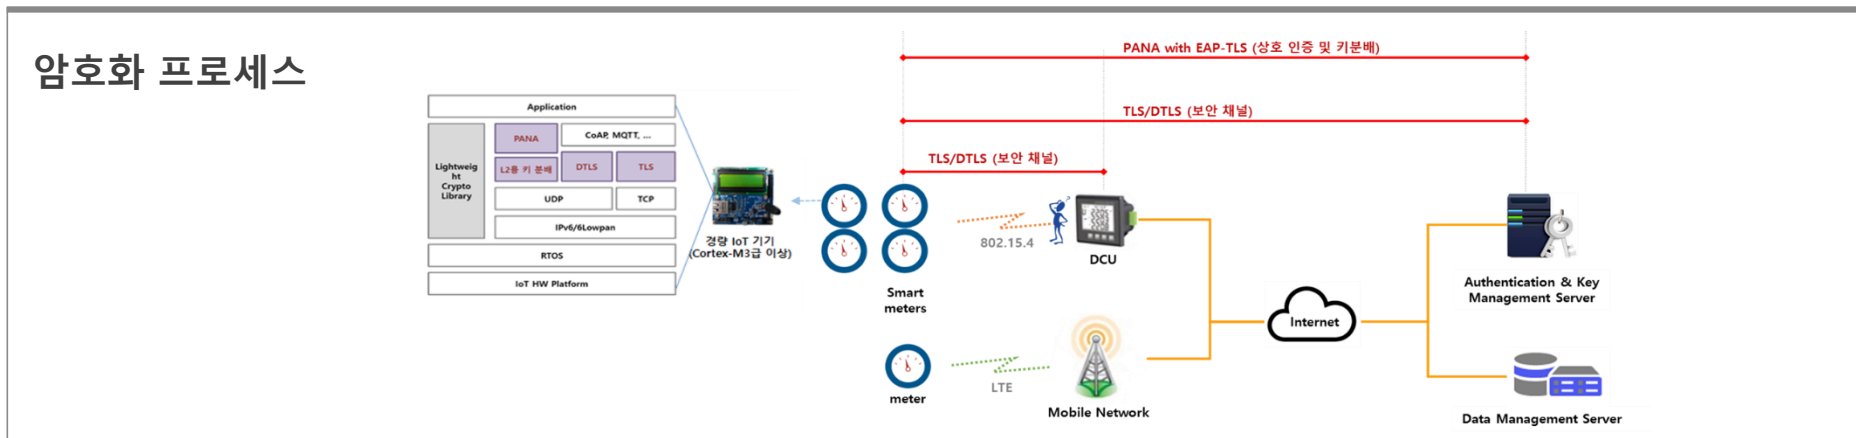 암호화 프로세스
PANA with EAP-TLS (상호 인증 및 키분배)
TLS/DTLS (보안 채널)
TLS/DTLS (보안 채널)
Application
Lightweig
ht
Crypto
Library
PANA
CoAP, MQTT, ...
L2용 키 분배
DTLS
TLS
UDP
TCP
IPv6/6Lowpan
RTOS
IoT HW Platform
경량 IoT 기기
(Cortex-M3급 이상)
Smart
meters
802.15.4
DCU
meter
LTE
Mobile Network
Internet
Authentication & Key
Management Server
Data Management Server